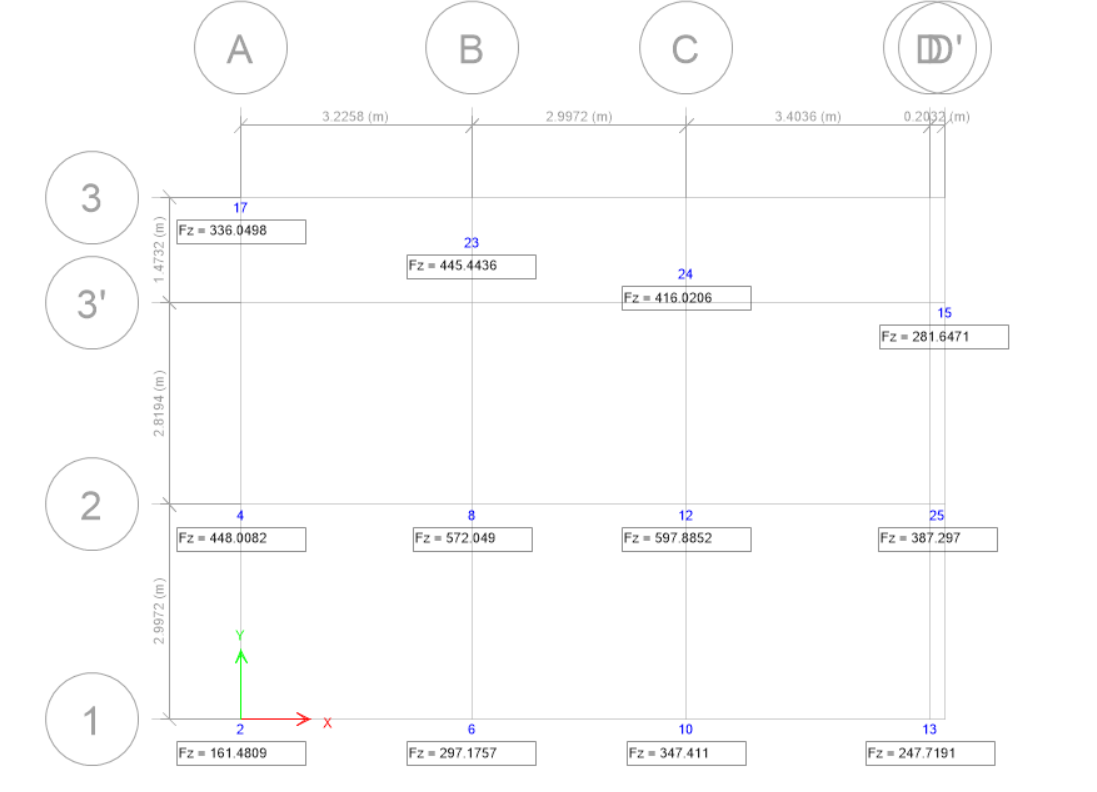 A
B
C
D
D'
3.2258 (m)
2.9972 (m)
3.4036 (m)
0.2032 (m)
3
17
Fz = 336.0498
1.4732 (m)
23
Fz = 445.4436
24
Fz = 416.0206
3'
15
Fz = 281.6471
2.8194 (m)
2
4
8
12
25
Fz = 448.0082
Fz = 572.049
Fz = 597.8852
Fz = 387.297
2.9972 (m)
Y
X
1
2
6
10
13
Fz = 161.4809
Fz = 297.1757
Fz = 347.411
Fz = 247.7191